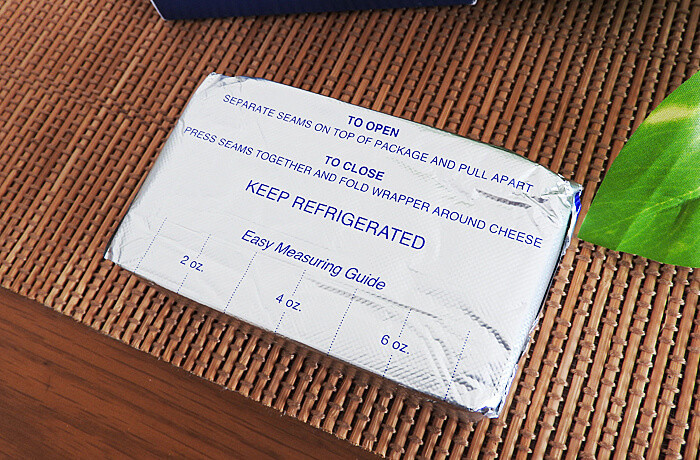 TO OPEN
SEPARATE SEAMS ON TOP OF PACKAGE AND PULL APART
TO CLOSE
PRESS SEAMS TOGETHER AND FOLD WRAPPER AROUND CHEESE
KEEP REFRIGERATED
Easy Measuring Guide
2 oz. 4 oz. 6 oz.